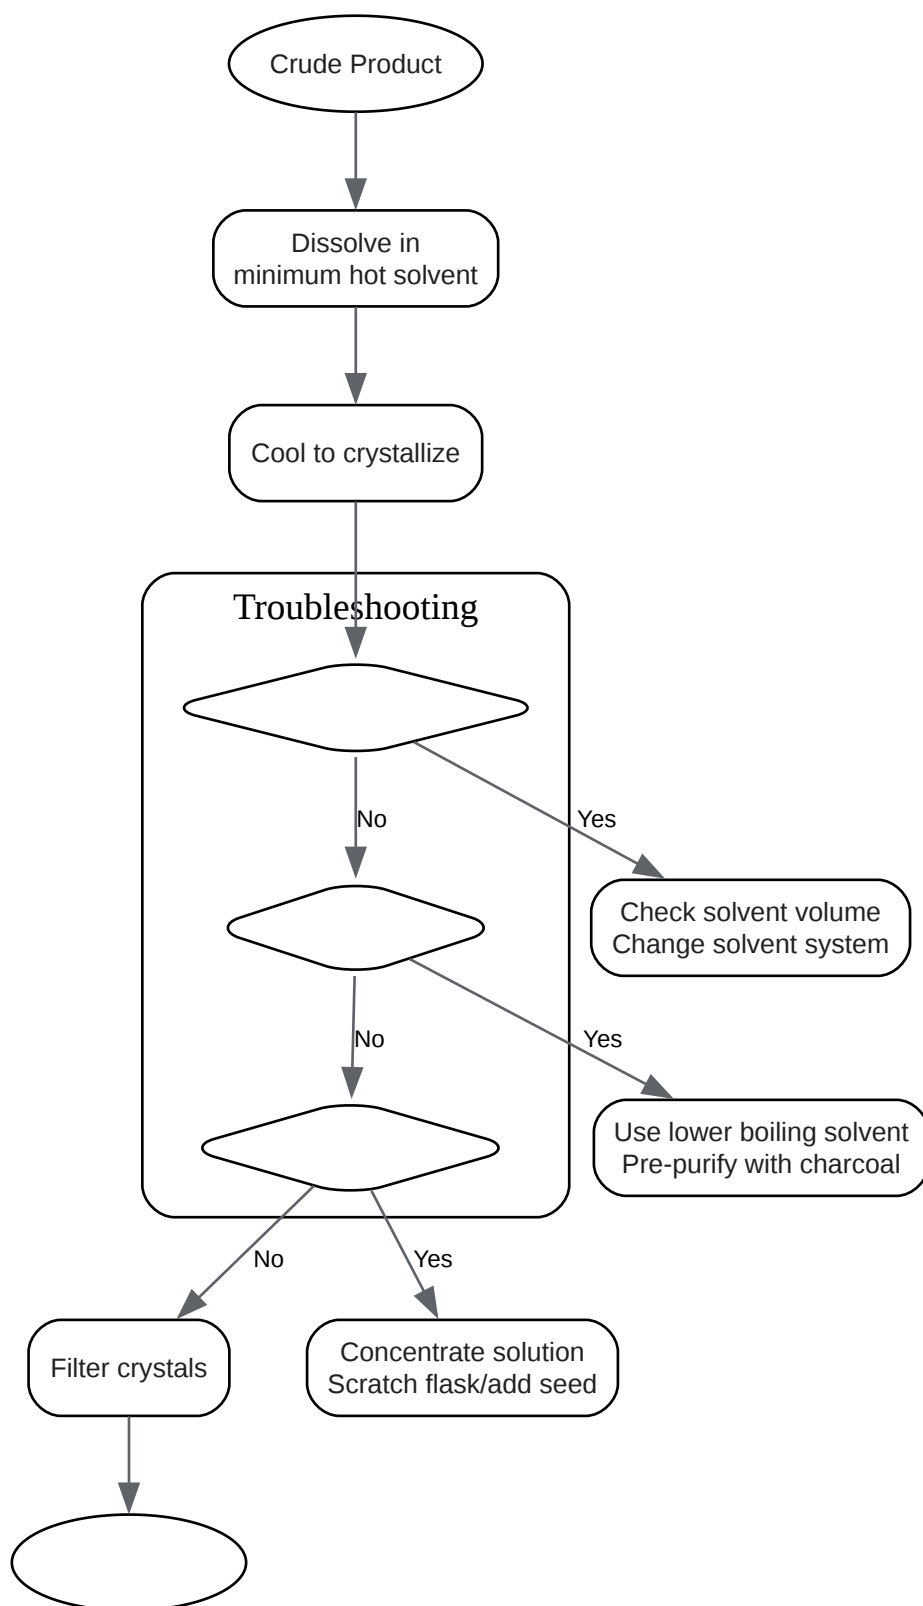 Crude Product
Dissolve in
minimum hot solvent
Cool to crystallize
Troubleshooting
No
Yes
Check solvent volume
Change solvent system
No
Yes
Use lower boiling solvent
Pre-purify with charcoal
No
Yes
Filter crystals
Concentrate solution
Scratch flask/add seed